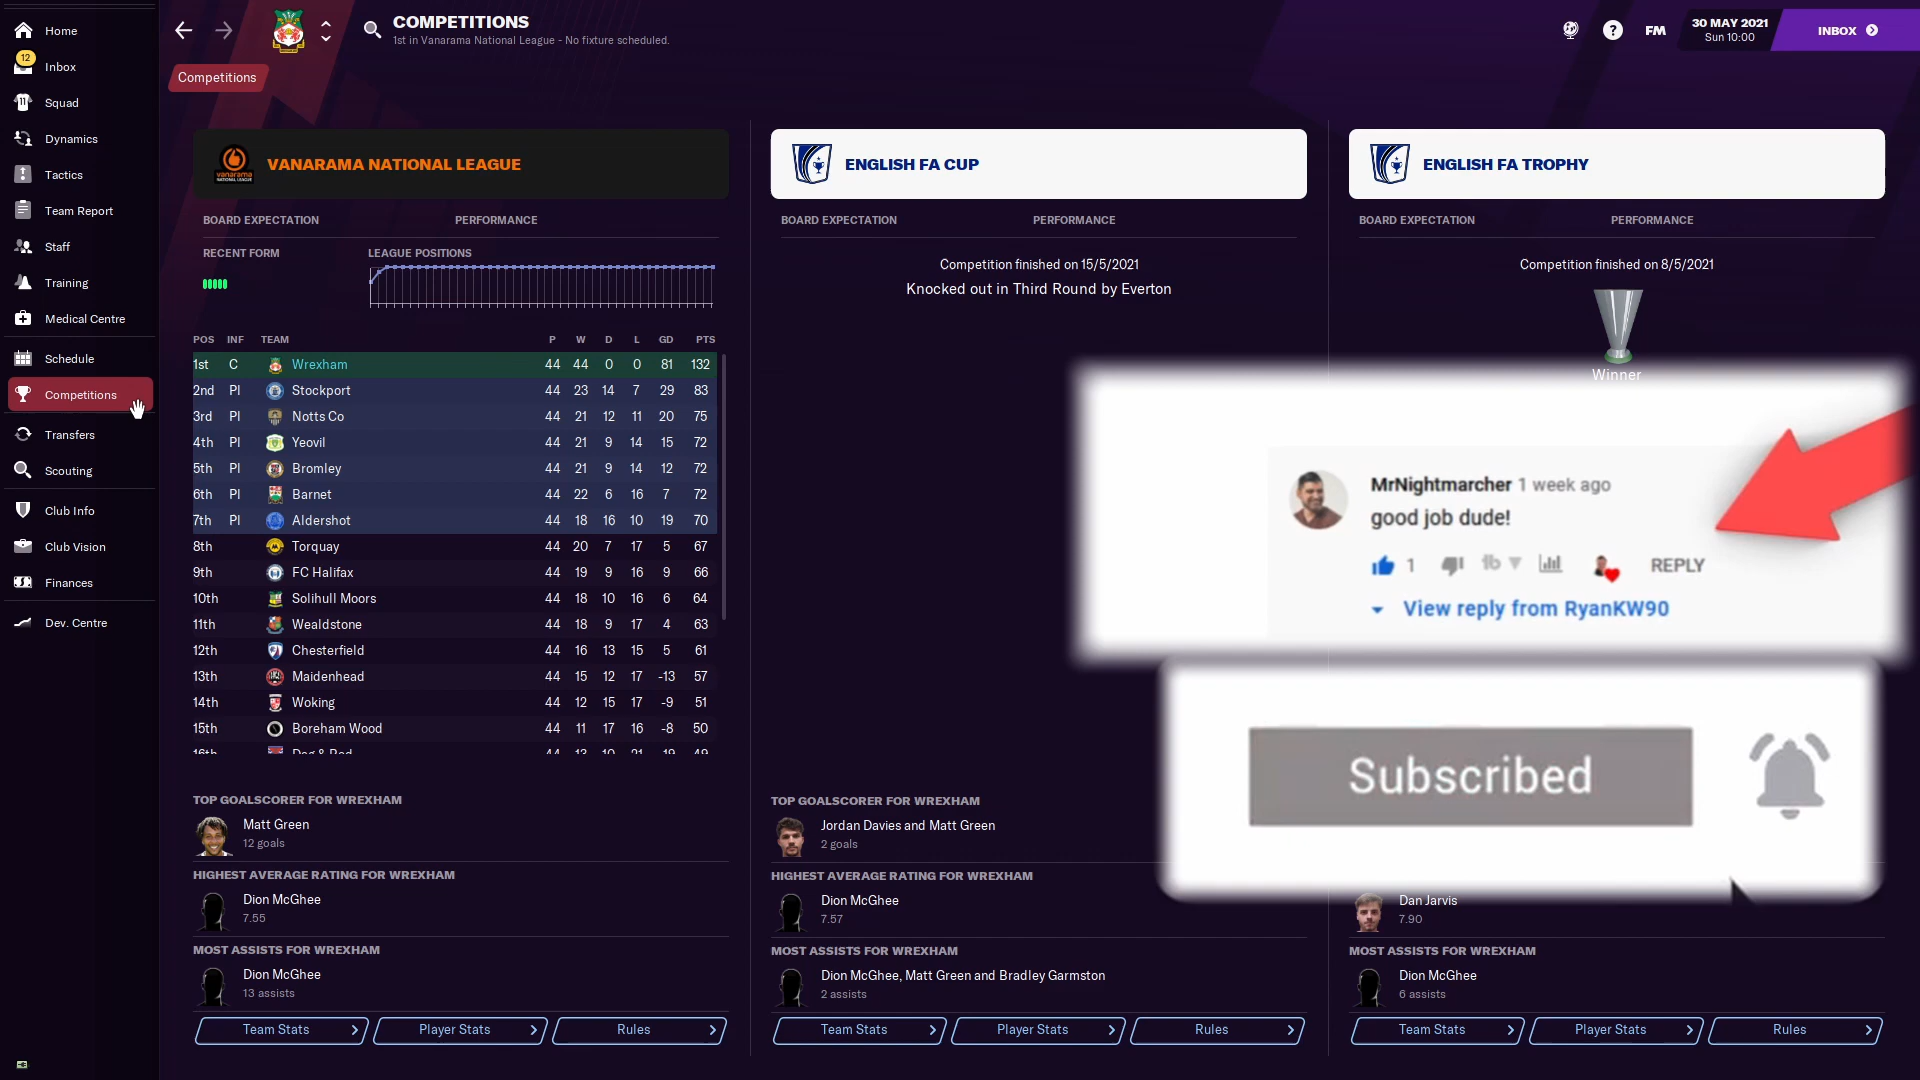 Home
12
Inbox
Squad
Dynamics
Tactics
Team Report
Staff
Training
Medical Centre
Schedule
Competitions
Transfers
Scouting
Club Info
Club Vision
Finances
Dev. Centre
COMPETITIONS
1st in Vanarama National League - No fixture scheduled.
FM
30 MAY 2021
Sun 10:00
INBOX
Competitions
VANARAMA NATIONAL LEAGUE
BOARD EXPECTATION PERFORMANCE
RECENT FORM LEAGUE POSITIONS
POS INF TEAM P W D L GD PTS
1st C Wrexham 44 44 0 0 81 132
2nd Pl Stockport 44 23 14 7 29 83
3rd Pl Notts Co 44 21 12 11 20 75
4th Pl Yeovil 44 21 9 14 15 72
5th Pl Bromley 44 21 9 14 12 72
6th Pl Barnet 44 22 6 16 7 72
7th Pl Aldershot 44 18 16 10 19 70
8th Torquay 44 20 7 17 5 67
9th FC Halifax 44 19 9 16 9 66
10th Solihull Moors 44 18 10 16 6 64
11th Wealdstone 44 18 9 17 4 63
12th Chesterfield 44 16 13 15 5 61
13th Maidenhead 44 15 12 17 -13 57
14th Woking 44 12 15 17 -9 51
15th Boreham Wood 44 11 17 16 -8 50
16th Dag & Red 44 13 10 21 -19 49
TOP GOALSCORER FOR WREXHAM
Matt Green
12 goals
HIGHEST AVERAGE RATING FOR WREXHAM
Dion McGhee
7.55
MOST ASSISTS FOR WREXHAM
Dion McGhee
13 assists
Team Stats Player Stats Rules
ENGLISH FA CUP
BOARD EXPECTATION PERFORMANCE
Competition finished on 15/5/2021
Knocked out in Third Round by Everton
TOP GOALSCORER FOR WREXHAM
Jordan Davies and Matt Green
2 goals
HIGHEST AVERAGE RATING FOR WREXHAM
Dion McGhee
7.57
MOST ASSISTS FOR WREXHAM
Dion McGhee, Matt Green and Bradley Garmston
2 assists
Team Stats Player Stats Rules
ENGLISH FA TROPHY
BOARD EXPECTATION PERFORMANCE
Competition finished on 8/5/2021
Winner
MrNightmarcher 1 week ago
good job dude!
1 REPLY
View reply from RyanKW90
Subscribed
Dan Jarvis
7.90
MOST ASSISTS FOR WREXHAM
Dion McGhee
6 assists
Team Stats Player Stats Rules